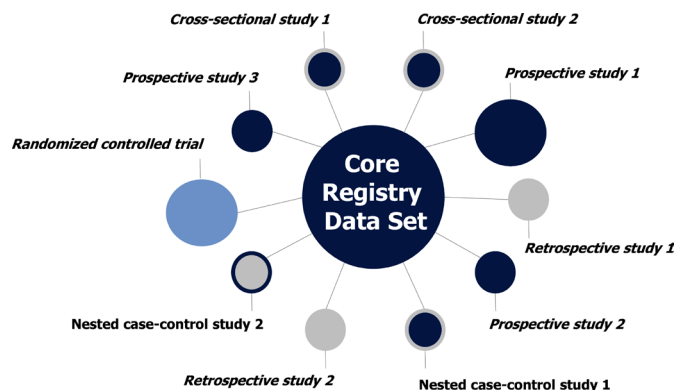 Cross-sectional study 1
Cross-sectional study 2
Prospective study 3
Prospective study 1
Randomized controlled trial
Core
Registry
Data Set
Retrospective study 1
Nested case-control study 2
Prospective study 2
Retrospective study 2
Nested case-control study 1